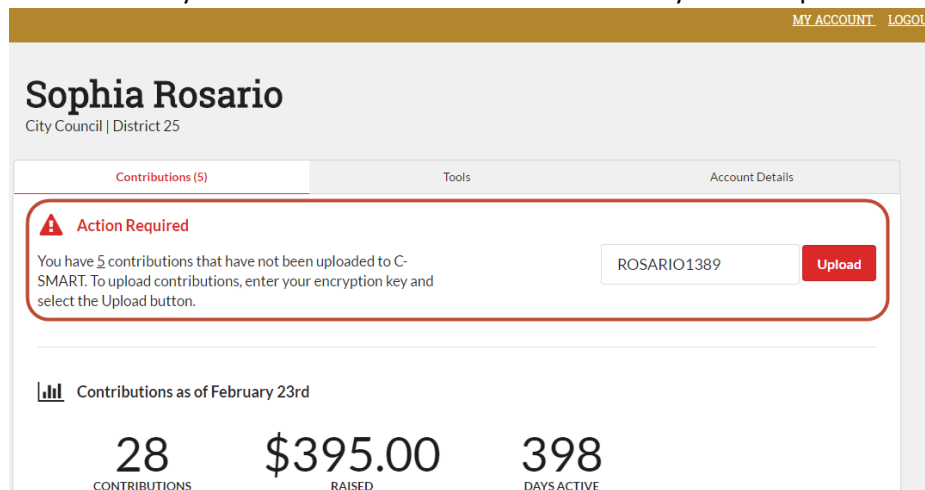 MY ACCOUNT LOGOU
Sophia Rosario
City Council | District 25
Contributions (5) Tools Account Details
Action Required
You have 5 contributions that have not been uploaded to C-
SMART. To upload contributions, enter your encryption key and
select the Upload button.
ROSARIO1389 Upload
Contributions as of February 23rd
28 $395.00 398
CONTRIBUTIONS RAISED DAYS ACTIVE